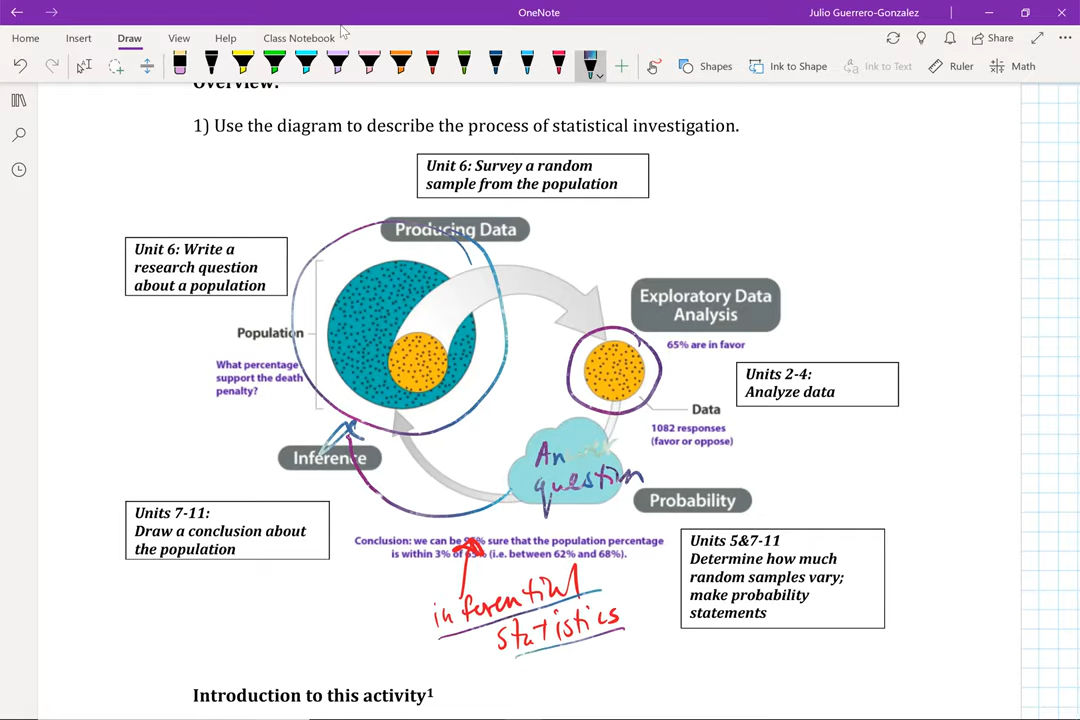 OneNote
Julio Guerrero-Gonzalez
Home Insert Draw View Help Class Notebook
Share
Shapes Ink to Shape Ink to Text Ruler Math
Overview:
1) Use the diagram to describe the process of statistical investigation.
Unit 6: Survey a random
sample from the population
Producing Data
Unit 6: Write a
research question
about a population
Exploratory Data
Analysis
65% are in favor
Population
What percentage
support the death
penalty?
Units 2-4:
Analyze data
Data
1082 responses
(favor or oppose)
Inference
An
question
Probability
Units 7-11:
Draw a conclusion about
the population
Conclusion: we can be 95% sure that the population percentage
is within 3% of 65% (i.e. between 62% and 68%).
Units 5&7-11
Determine how much
random samples vary;
make probability
statements
inferential
statistics
Introduction to this activity1